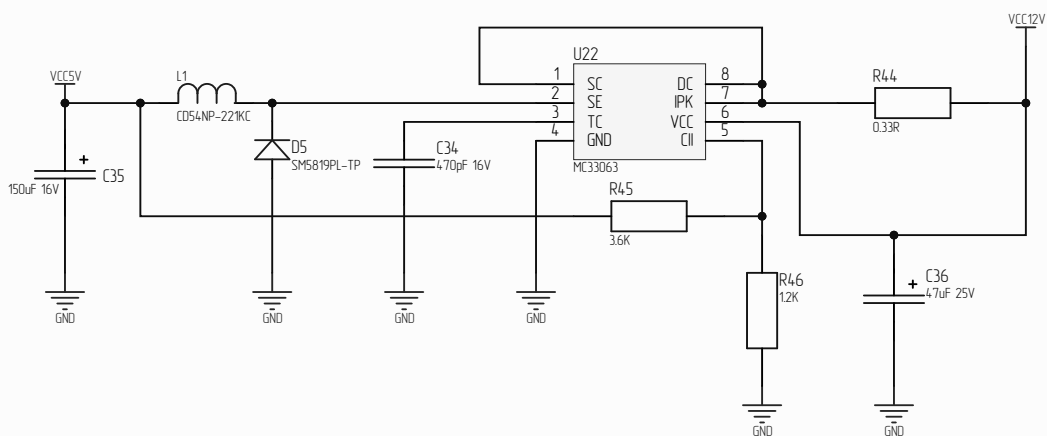 VCC12V
U22
VCC5V
L1
1 SC DC 8
R44
2 SE IPK 7
CD54NP-221KC
3 TC VCC 6
0.33R
4 GND CII 5
D5
C34
SM5819PL-TP
470pF 16V
MC33063
C35
150uF 16V
R45
3.6K
R46
1.2K
C36
47uF 25V
GND
GND
GND
GND
GND
GND